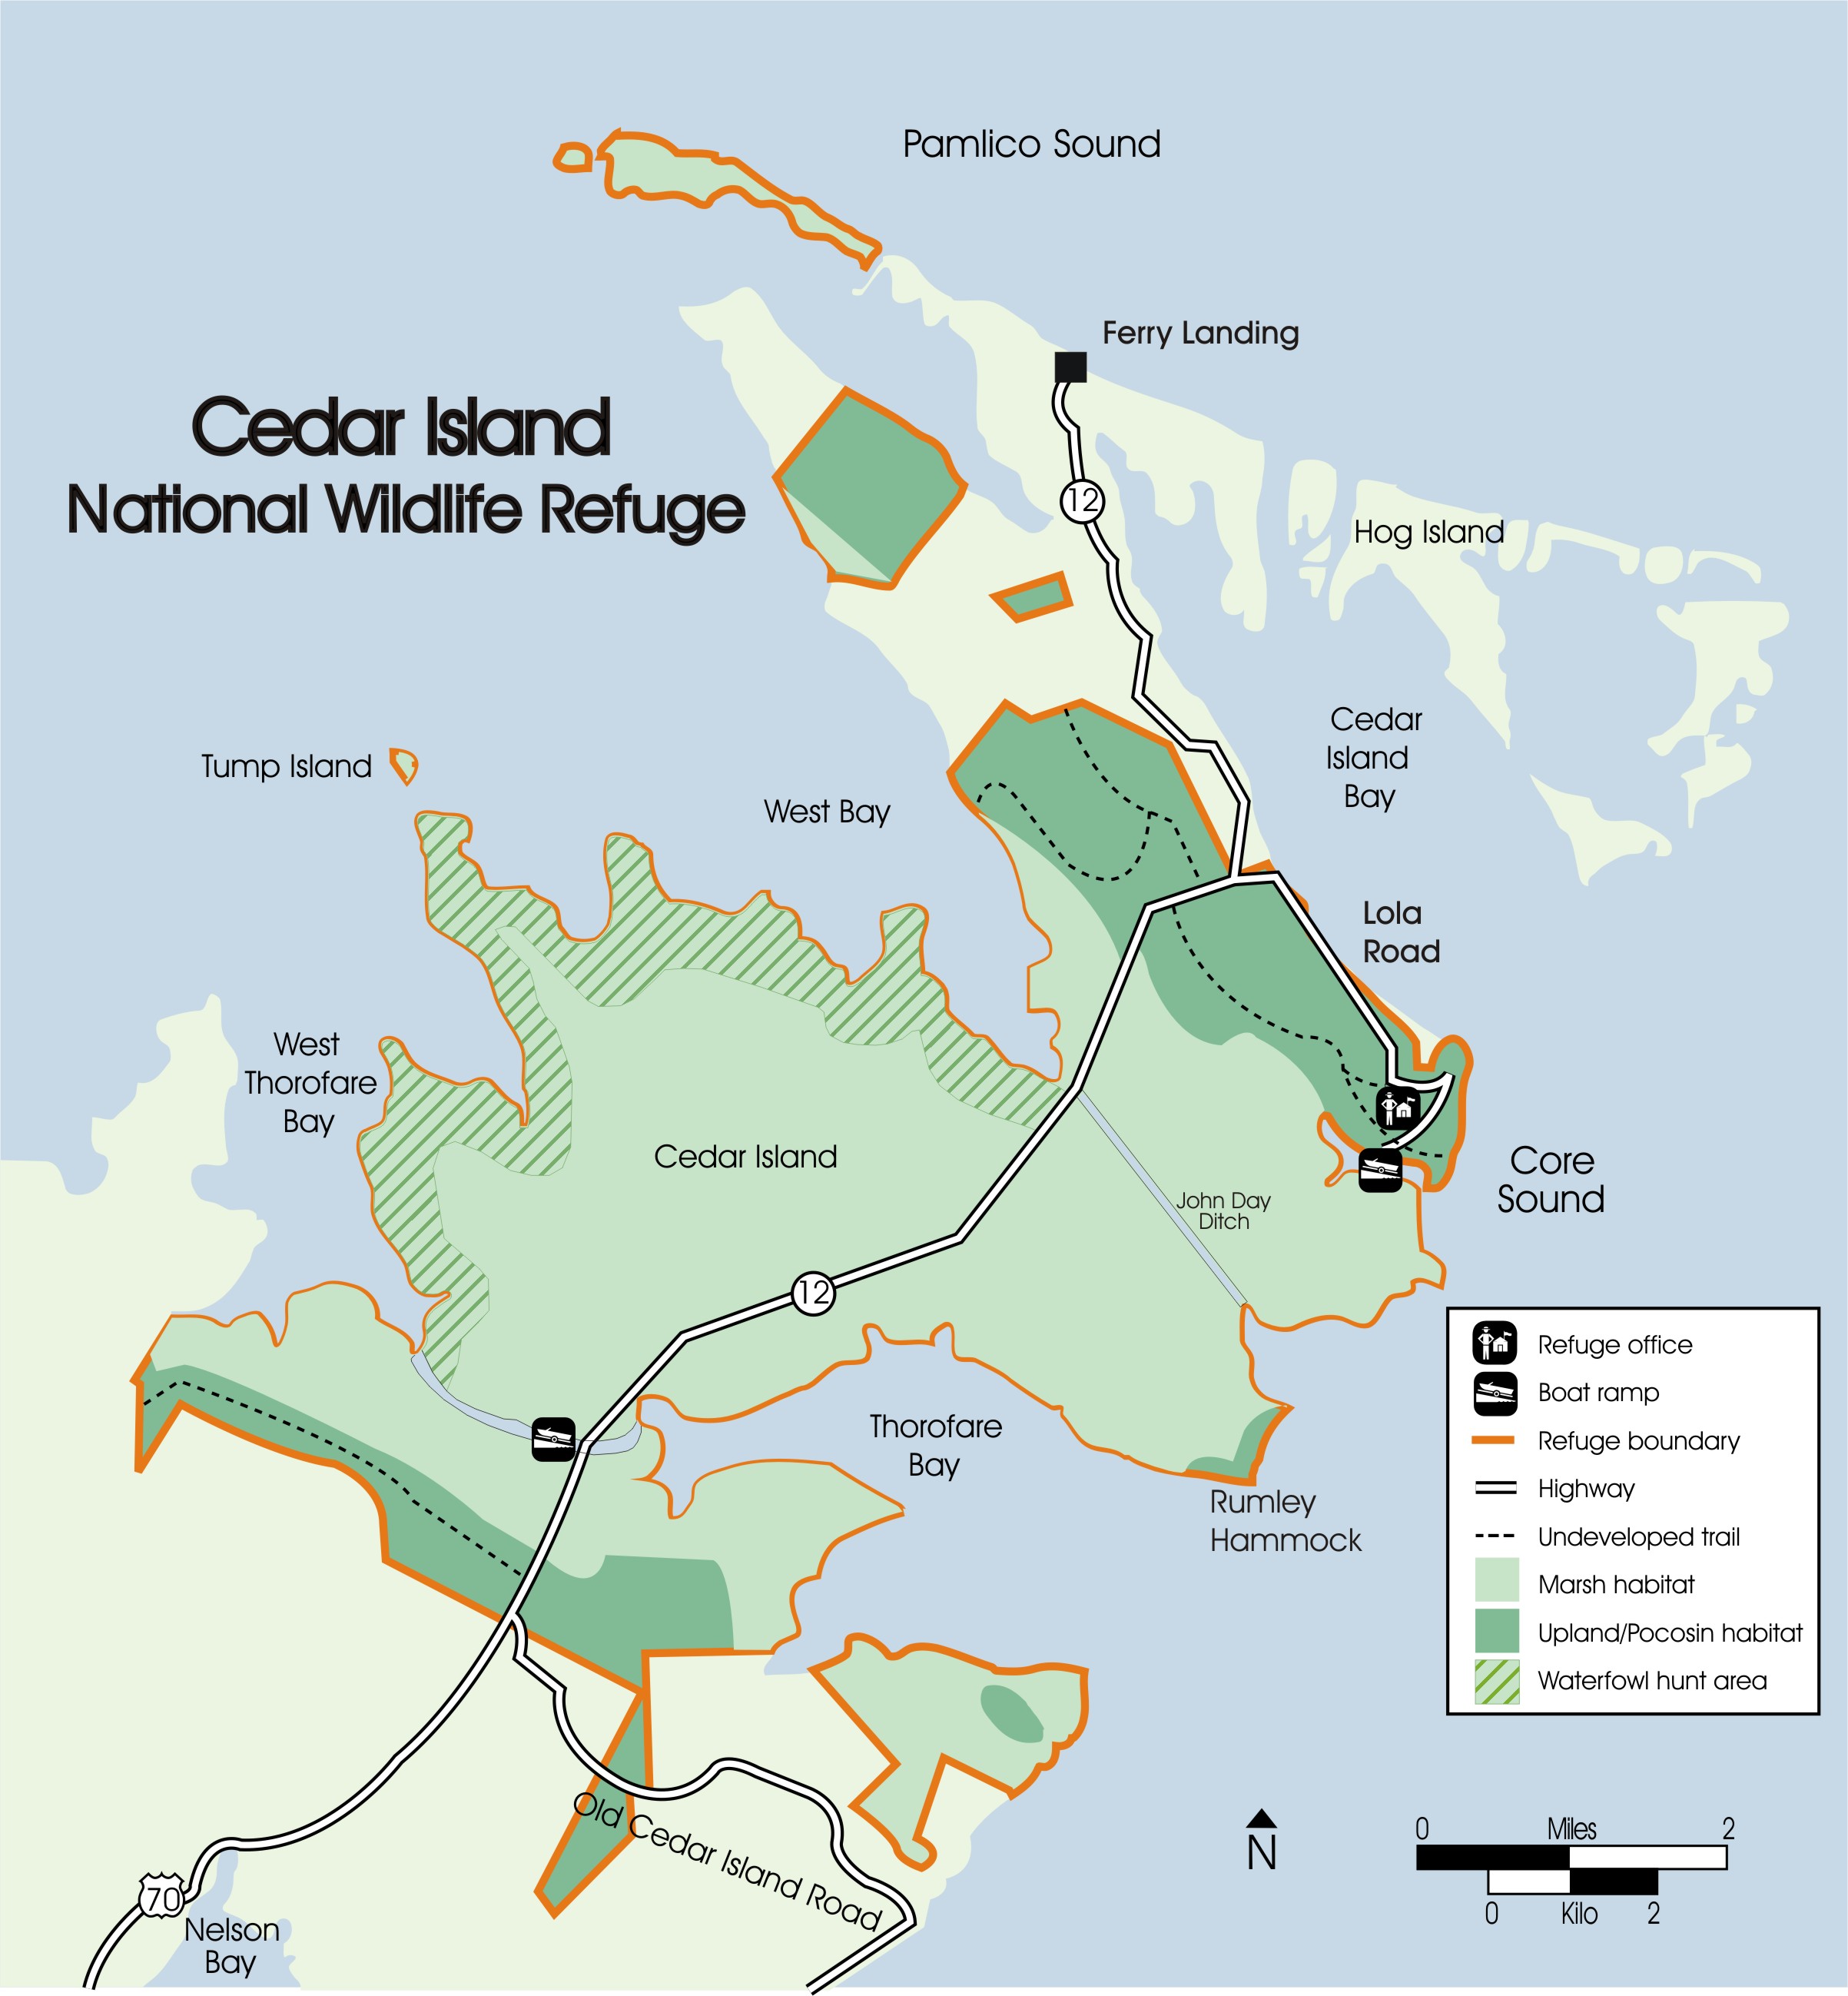 Pamlico Sound
Ferry Landing
Cedar Island
National Wildlife Refuge
12
Hog Island
Cedar
Island
Bay
Tump Island
West Bay
Lola
Road
West
Thorofare
Bay
Cedar Island
Core
Sound
John Day
Ditch
12
Thorofare
Bay
Rumley
Hammock
Refuge office
Boat ramp
Refuge boundary
Highway
Undeveloped trail
Marsh habitat
Upland/Pocosin habitat
Waterfowl hunt area
Old Cedar Island Road
70
Nelson
Bay
N
0 Miles 2
0 Kilo 2